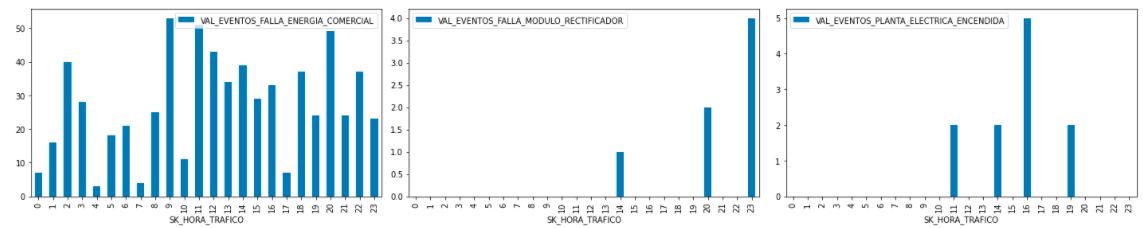 VAL_EVENTOS_FALLA_ENERGIA_COMERCIAL
50
40
30
20
10
0
0 1 2 3 4 5 6 7 8 9 10 11 12 13 14 15 16 17 18 19 20 21 22 23
SK_HORA_TRAFICO
VAL_EVENTOS_FALLA_MODULO_RECTIFICADOR
4.0
3.5
3.0
2.5
2.0
1.5
1.0
0.5
0.0
0 1 2 3 4 5 6 7 8 9 10 11 12 13 14 15 16 17 18 19 20 21 22 23
SK_HORA_TRAFICO
VAL_EVENTOS_PLANTA_ELECTRICA_ENCENDIDA
5
4
3
2
1
0
0 1 2 3 4 5 6 7 8 9 10 11 12 13 14 15 16 17 18 19 20 21 22 23
SK_HORA_TRAFICO